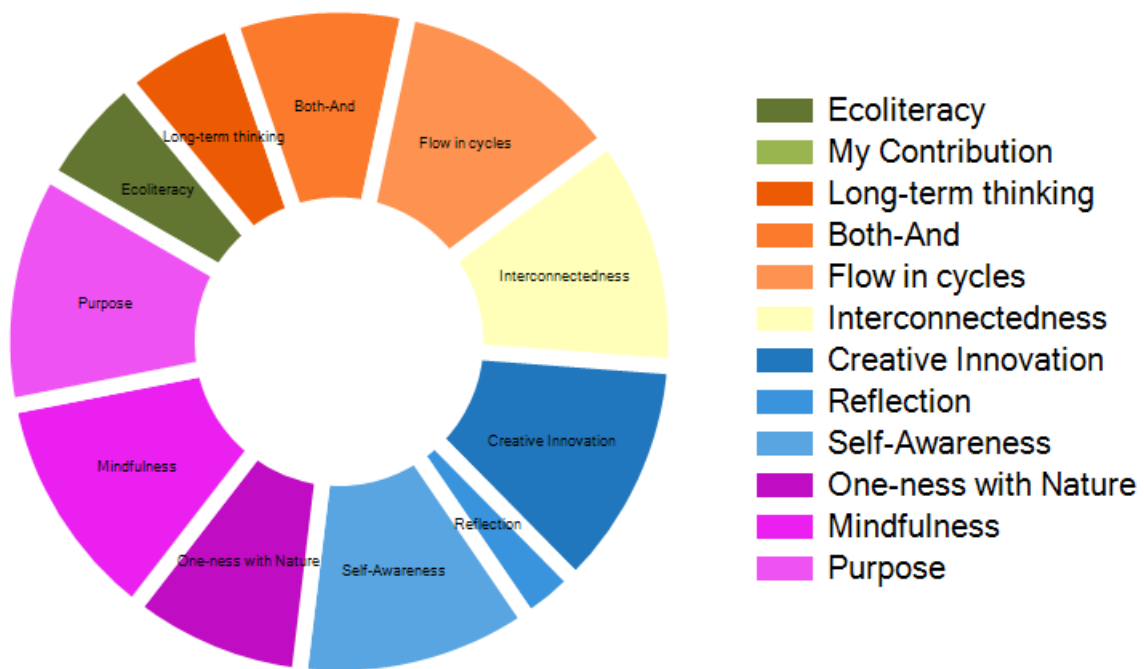 Both-And
Long-term thinking
Flow in cycles
Ecoliteracy
Interconnectedness
Purpose
Creative Innovation
Mindfulness
Reflection
One-ness with Nature
Self-Awareness
Ecoliteracy
My Contribution
Long-term thinking
Both-And
Flow in cycles
Interconnectedness
Creative Innovation
Reflection
Self-Awareness
One-ness with Nature
Mindfulness
Purpose